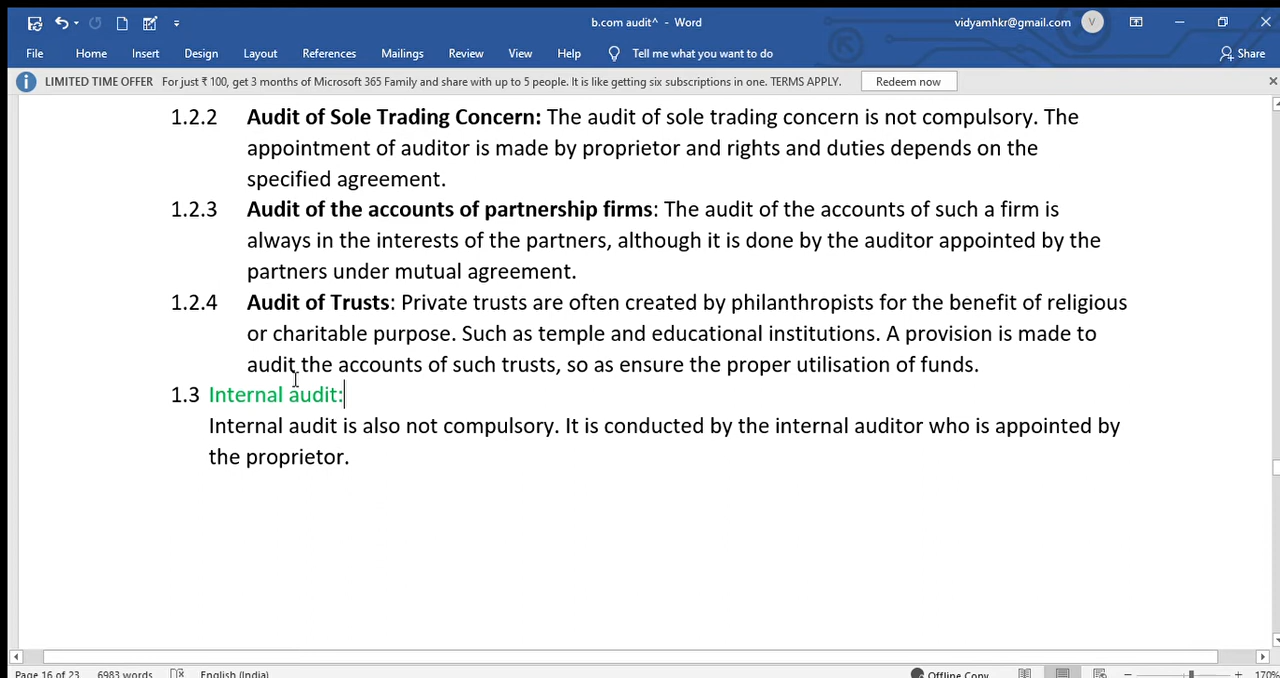 b.com audit^ - Word
vidyamhkr@gmail.com
V
File Home Insert Design Layout References Mailings Review View Help Tell me what you want to do Share
LIMITED TIME OFFER For just ₹ 100, get 3 months of Microsoft 365 Family and share with up to 5 people. It is like getting six subscriptions in one. TERMS APPLY. Redeem now
1.2.2 Audit of Sole Trading Concern: The audit of sole trading concern is not compulsory. The
appointment of auditor is made by proprietor and rights and duties depends on the
specified agreement.
1.2.3 Audit of the accounts of partnership firms: The audit of the accounts of such a firm is
always in the interests of the partners, although it is done by the auditor appointed by the
partners under mutual agreement.
1.2.4 Audit of Trusts: Private trusts are often created by philanthropists for the benefit of religious
or charitable purpose. Such as temple and educational institutions. A provision is made to
audit the accounts of such trusts, so as ensure the proper utilisation of funds.
1.3 Internal audit:
Internal audit is also not compulsory. It is conducted by the internal auditor who is appointed by
the proprietor.
Page 16 of 23 6983 words English (India) Offline Copy 170%